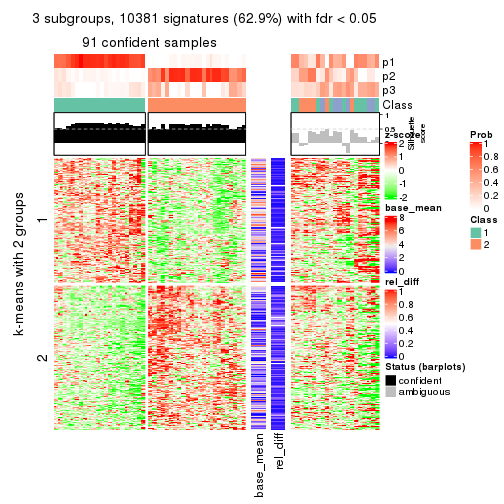 3 subgroups, 10381 signatures (62.9%) with fdr < 0.05
91 confident samples
p1
p2
p3
Class
1
0.5
0
Silhouette
score
k-means with 2 groups
1
2
base_mean
rel_diff
z-score
2
1
0
-1
-2
base_mean
8
6
4
2
0
rel_diff
1
0.8
0.6
0.4
0.2
0
Status (barplots)
confident
ambiguous
Prob
1
0.8
0.6
0.4
0.2
0
Class
1
2